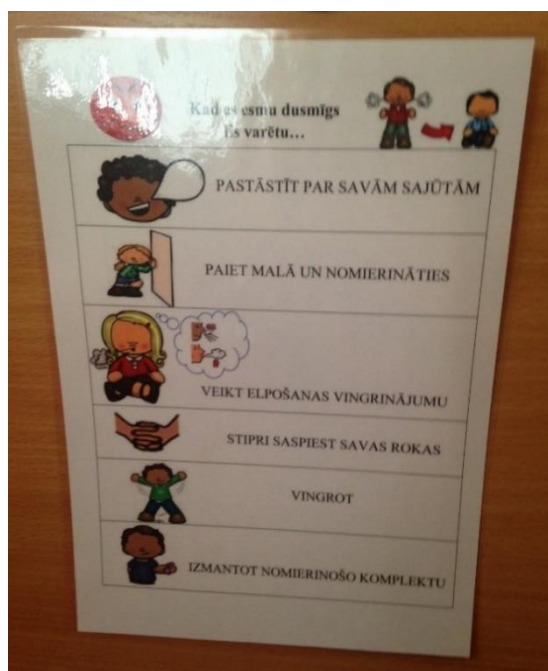 Kad es esmu dusmīgs
Es varētu...
PASTĀSTĪT PAR SAVĀM SAJŪTĀM
PAIET MALĀ UN NOMIERINĀTIES
VEIKT ELPOŠANAS VINGRINĀJUMU
STIPRI SASPIEST SAVAS ROKAS
VINGROT
IZMANTOT NOMIERINOŠO KOMPLEKTU